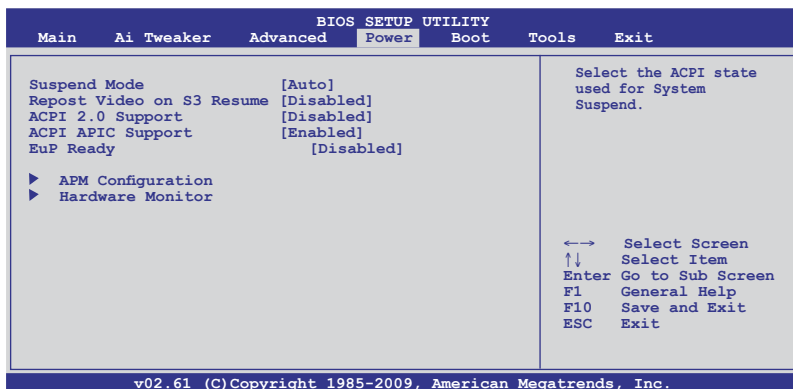 BIOS SETUP UTILITY
Main Ai Tweaker Advanced Power Boot Tools Exit
Suspend Mode [Auto]
Repost Video on S3 Resume [Disabled]
ACPI 2.0 Support [Disabled]
ACPI APIC Support [Enabled]
EuP Ready [Disabled]
▶ APM Configuration
▶ Hardware Monitor
Select the ACPI state
used for System
Suspend.
←→ Select Screen
↑↓ Select Item
Enter Go to Sub Screen
F1 General Help
F10 Save and Exit
ESC Exit
v02.61 (C)Copyright 1985-2009, American Megatrends, Inc.